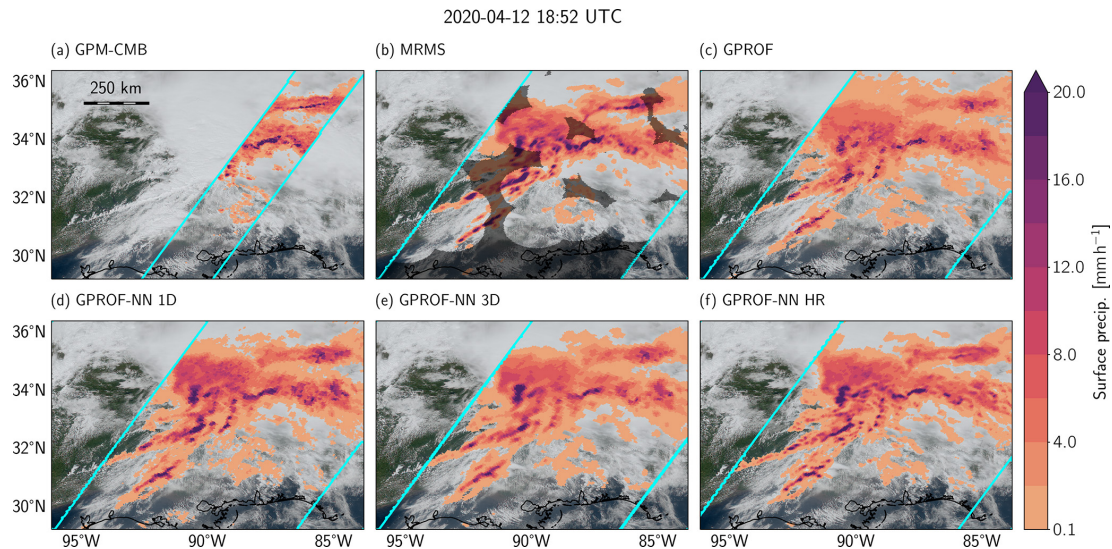 2020-04-12 18:52 UTC
(a) GPM-CMB
(b) MRMS
(c) GPROF
36°N
34°N
32°N
30°N
250 km
(d) GPROF-NN 1D
(e) GPROF-NN 3D
(f) GPROF-NN HR
36°N
34°N
32°N
30°N
95°W 90°W 85°W
95°W 90°W 85°W
95°W 90°W 85°W
20.0
16.0
12.0
8.0
4.0
0.1
Surface precip. [mm h⁻¹]